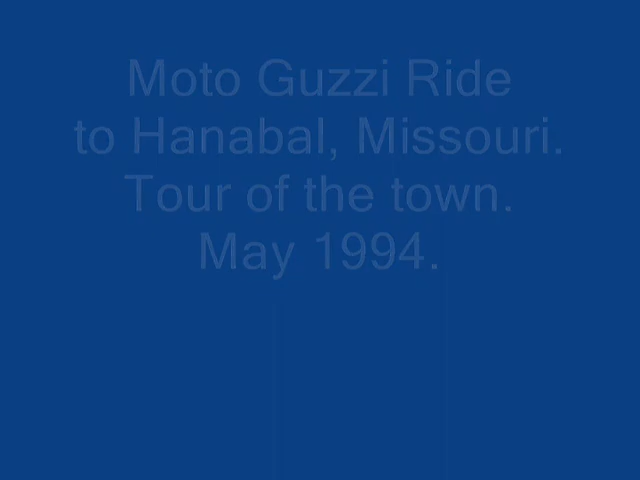 Moto Guzzi Ride
to Hanabal, Missouri.
Tour of the town.
May 1994.